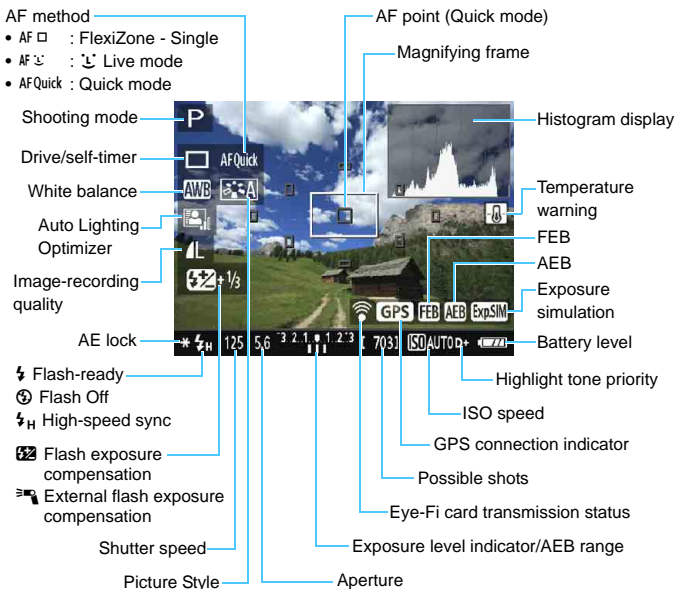 AF method
• AF □ : FlexiZone - Single
• AF : Live mode
• AFQuick : Quick mode
AF point (Quick mode)
Magnifying frame
Shooting mode
Histogram display
Drive/self-timer
White balance
Temperature
warning
Auto Lighting
Optimizer
FEB
AEB
Image-recording
quality
Exposure
simulation
AE lock
Battery level
P
AFQuick
AWB
A
L
+1/3
GPS
FEB
AEB
Exp.SIM
* H 125 5.6 -3..2..1..0..1..2..+3 [ 7031 ISO AUTO D+
Flash-ready
Flash Off
H High-speed sync
Highlight tone priority
ISO speed
Flash exposure
compensation
GPS connection indicator
External flash exposure
compensation
Possible shots
Eye-Fi card transmission status
Shutter speed
Exposure level indicator/AEB range
Picture Style
Aperture